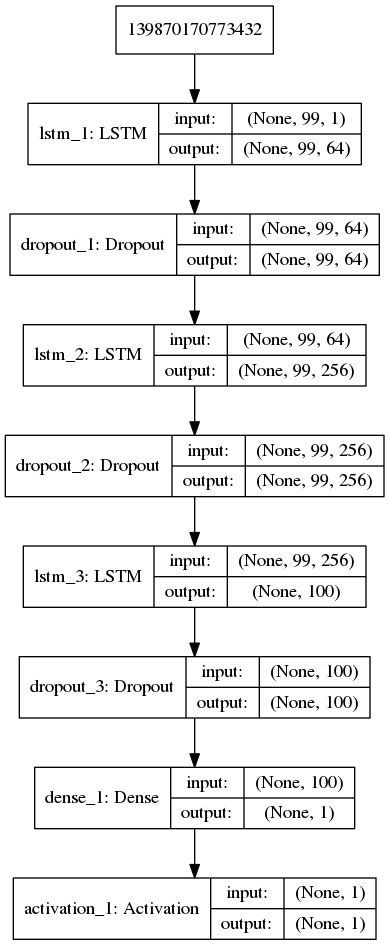 139870170773432
lstm_1: LSTM
input: (None, 99, 1)
output: (None, 99, 64)
dropout_1: Dropout
input: (None, 99, 64)
output: (None, 99, 64)
lstm_2: LSTM
input: (None, 99, 64)
output: (None, 99, 256)
dropout_2: Dropout
input: (None, 99, 256)
output: (None, 99, 256)
lstm_3: LSTM
input: (None, 99, 256)
output: (None, 100)
dropout_3: Dropout
input: (None, 100)
output: (None, 100)
dense_1: Dense
input: (None, 100)
output: (None, 1)
activation_1: Activation
input: (None, 1)
output: (None, 1)